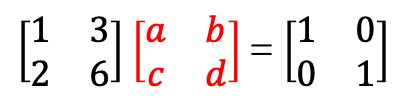 [1 3] [a b] = [1 0]
[2 6] [c d] [0 1]